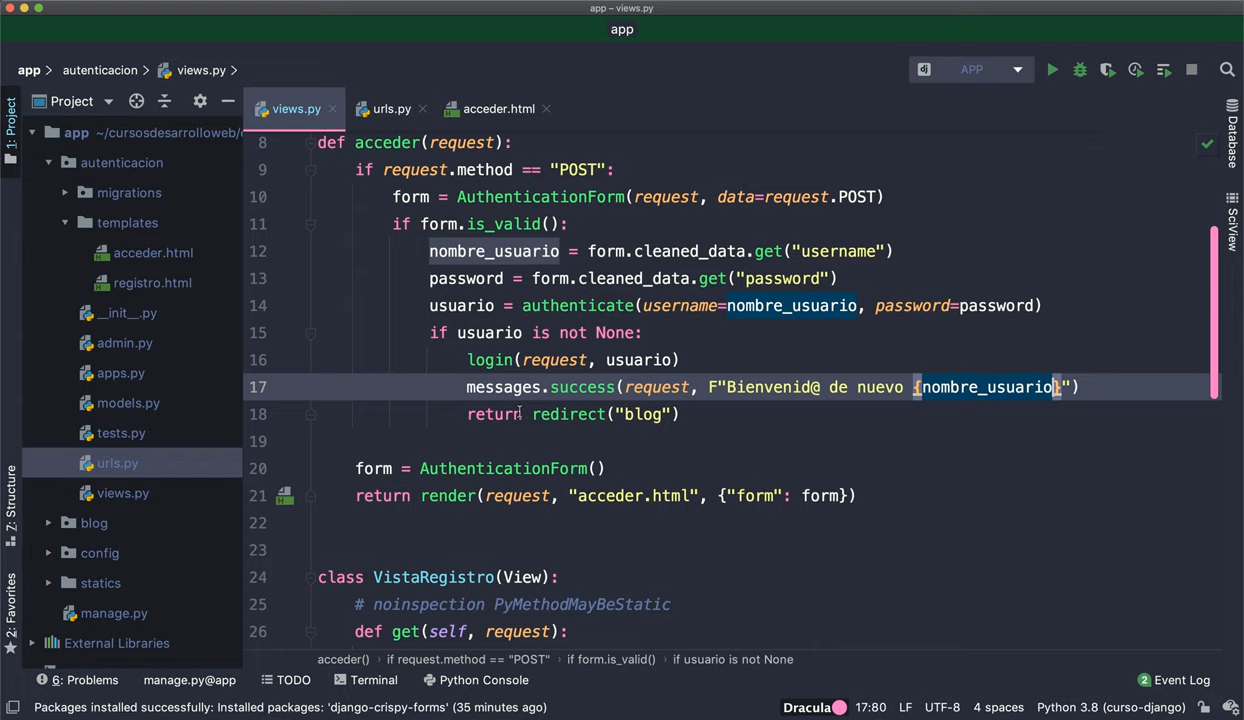 app – views.py
app
app
autenticacion
views.py
APP
Project
views.py
urls.py
acceder.html
1: Project
Database
SciView
Z: Structure
2: Favorites
app ~/cursosdesarrolloweb/
autenticacion
migrations
templates
acceder.html
registro.html
__init__.py
admin.py
apps.py
models.py
tests.py
urls.py
views.py
blog
config
statics
manage.py
External Libraries
8 def acceder(request):
9 if request.method == "POST":
10 form = AuthenticationForm(request, data=request.POST)
11 if form.is_valid():
12 nombre_usuario = form.cleaned_data.get("username")
13 password = form.cleaned_data.get("password")
14 usuario = authenticate(username=nombre_usuario, password=password)
15 if usuario is not None:
16 login(request, usuario)
17 messages.success(request, F"Bienvenid@ de nuevo {nombre_usuario}")
18 return redirect("blog")
19
20 form = AuthenticationForm()
21 return render(request, "acceder.html", {"form": form})
22
23
24 class VistaRegistro(View):
25 # noinspection PyMethodMayBeStatic
26 def get(self, request):
acceder() if request.method == "POST" if form.is_valid() if usuario is not None
6: Problems manage.py@app TODO Terminal Python Console 2 Event Log
Packages installed successfully: Installed packages: 'django-crispy-forms' (35 minutes ago) Dracula 17:80 LF UTF-8 4 spaces Python 3.8 (curso-django)